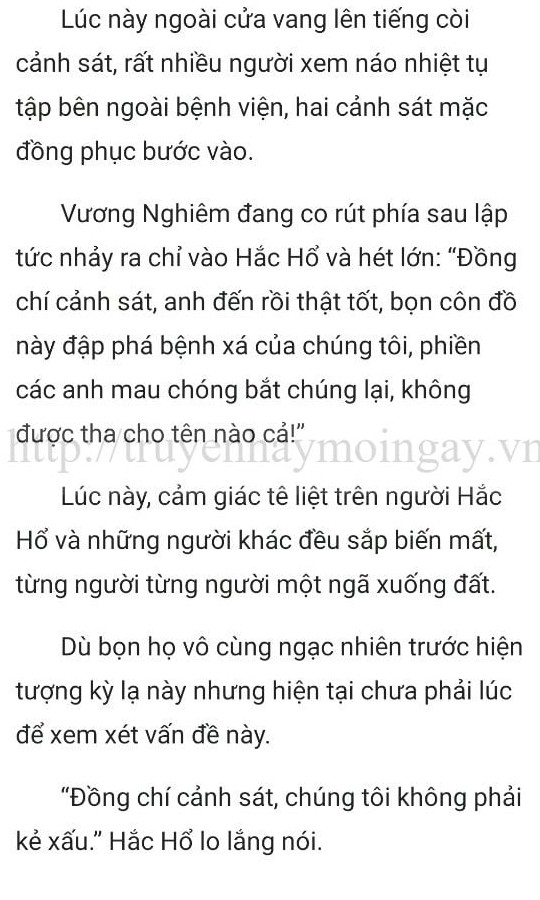 Lúc này ngoài cửa vang lên tiếng còi
cảnh sát, rất nhiều người xem náo nhiệt tụ
tập bên ngoài bệnh viện, hai cảnh sát mặc
đồng phục bước vào.
Vương Nghiêm đang co rút phía sau lập
tức nhảy ra chỉ vào Hắc Hổ và hét lớn: “Đồng
chí cảnh sát, anh đến rồi thật tốt, bọn côn đồ
này đập phá bệnh xá của chúng tôi, phiền
các anh mau chóng bắt chúng lại, không
được tha cho tên nào cả!”
http://truyenhaymoingay.vn
Lúc này, cảm giác tê liệt trên người Hắc
Hổ và những người khác đều sắp biến mất,
từng người từng người một ngã xuống đất.
Dù bọn họ vô cùng ngạc nhiên trước hiện
tượng kỳ lạ này nhưng hiện tại chưa phải lúc
để xem xét vấn đề này.
“Đồng chí cảnh sát, chúng tôi không phải
kẻ xấu.” Hắc Hổ lo lắng nói.